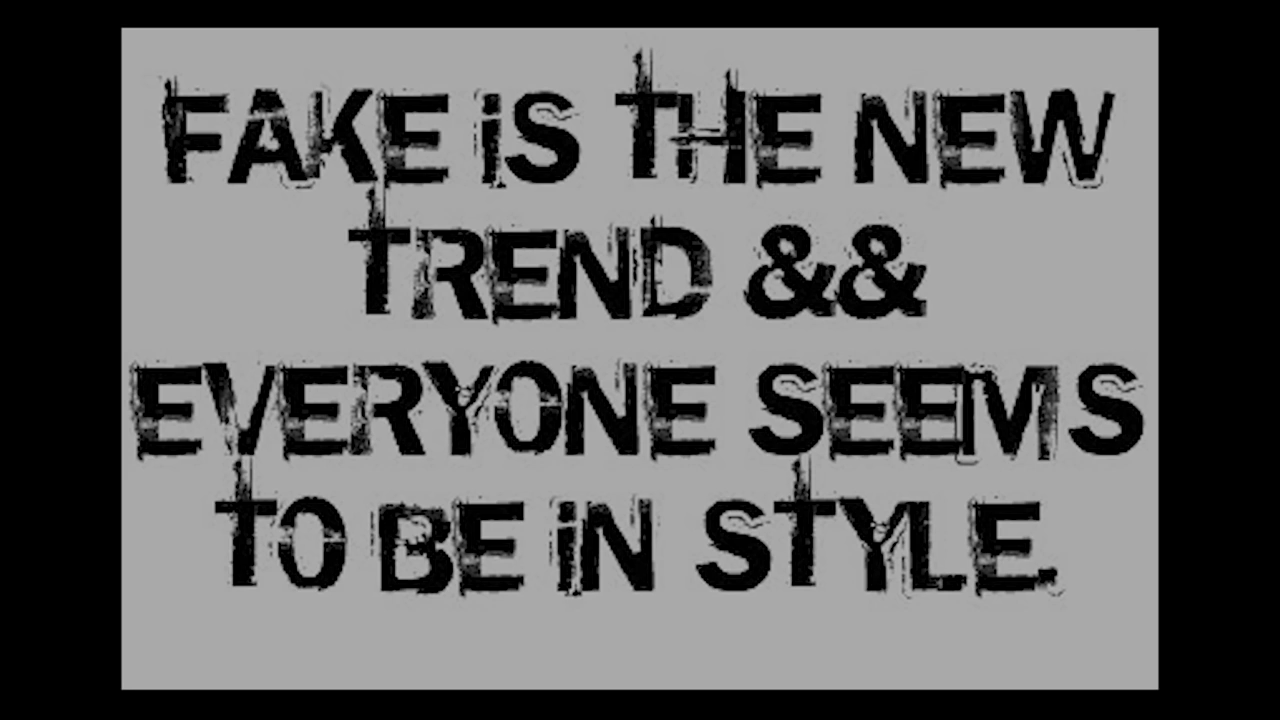 FAKE iS THE NEW
TREND &&
EVERYONE SEEMS
TO BE iN STYLE.